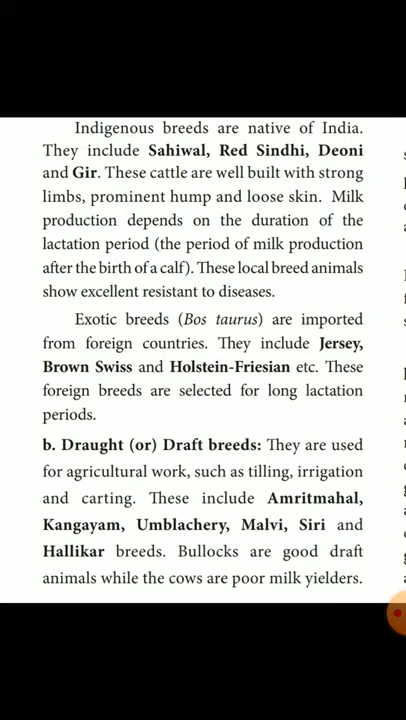 Indigenous breeds are native of India.
They include Sahiwal, Red Sindhi, Deoni
and Gir. These cattle are well built with strong
limbs, prominent hump and loose skin. Milk
production depends on the duration of the
lactation period (the period of milk production
after the birth of a calf). These local breed animals
show excellent resistant to diseases.
Exotic breeds (Bos taurus) are imported
from foreign countries. They include Jersey,
Brown Swiss and Holstein-Friesian etc. These
foreign breeds are selected for long lactation
periods.
b. Draught (or) Draft breeds: They are used
for agricultural work, such as tilling, irrigation
and carting. These include Amritmahal,
Kangayam, Umblachery, Malvi, Siri and
Hallikar breeds. Bullocks are good draft
animals while the cows are poor milk yielders.